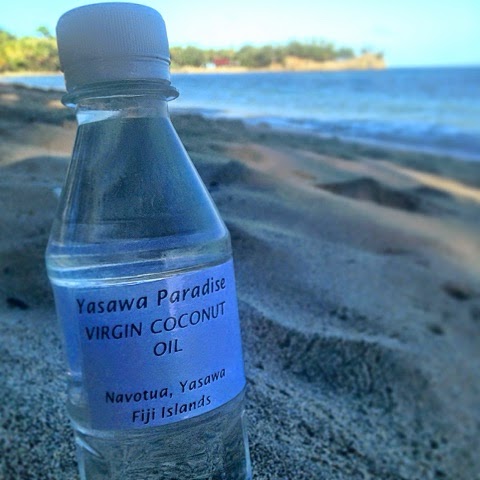 Yasawa Paradise
VIRGIN COCONUT
OIL
Navotua, Yasawa
Fiji Islands